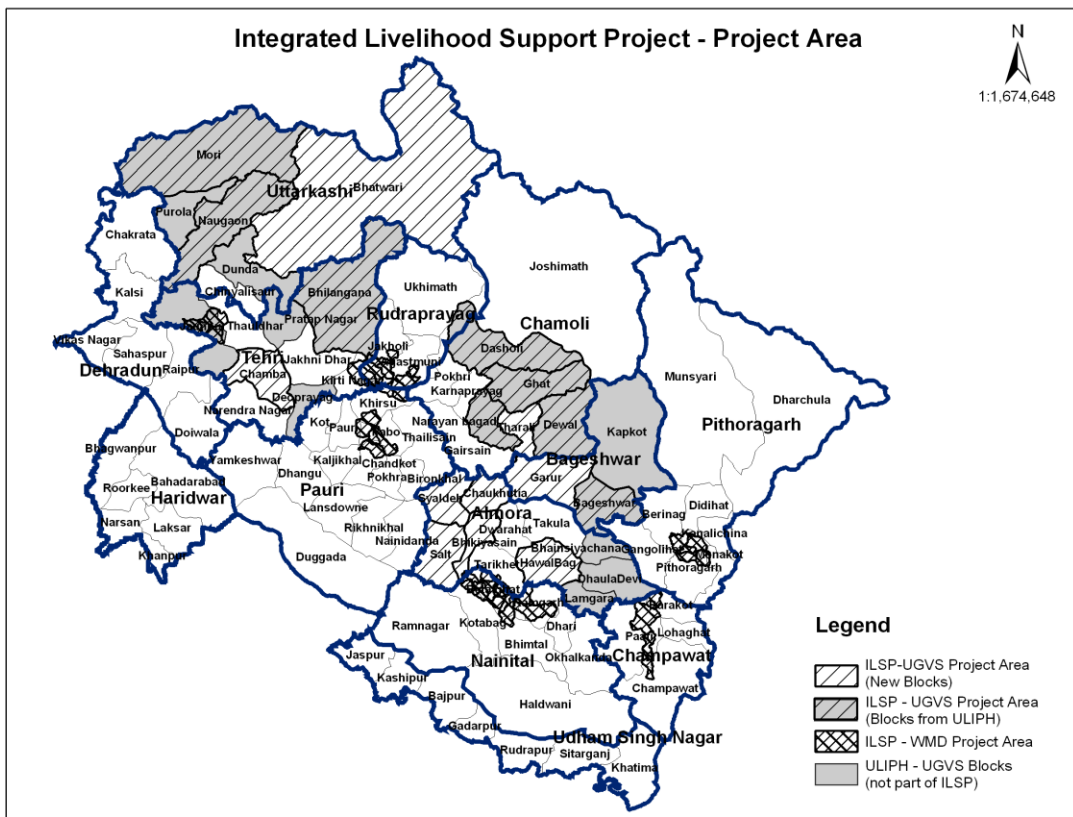 Integrated Livelihood Support Project - Project Area
N
1:1,674,648
Mori
Uttarkashi
Bhatwari
Purola
Naugaon
Chakrata
Dunda
Joshimath
Kalsi
Chinyalisaur
Bhilangana
Ukhimath
Rudraprayag
Chamoli
Pratap Nagar
Thauldhar
Vikas Nagar
Sahaspur
Dehradun
Raipur
Tehri
Jakhni Dhar
Jakholi
Dasholi
Chamba
Kirti Nagar
Pokhri
Munsyari
Ghat
Karnaprayag
Dharchula
Deoprayag
Narendra Nagar
Khirsu
Narayan Bagad
Tharali
Dewal
Kapkot
Pithoragarh
Doiwala
Kot
Thailisain
Gairsain
Bageshwar
Bhagwanpur
Yamkeshwar
Dhangu
Kaljikhal
Chandkot
Pokhra
Bironkhal
Garur
Bahadarabad
Roorkee
Haridwar
Pauri
Lansdowne
Syaldeh
Chaukhutia
Bageshwar
Didihat
Berinag
Almora
Narsan
Laksar
Rikhnikhal
Nainidanda
Dwarahat
Takula
Kanalichina
Khanpur
Duggada
Salt
Bhikiyasain
Bhainsiyachana
Gangolihat
Munakot
Tarikhet
HawalBag
Pithoragarh
DhaulaDevi
Lamgara
Barakot
Ramnagar
Kotabag
Dhari
Lohaghat
Bhimtal
Nainital
Okhalkanda
Champawat
Jaspur
Kashipur
Champawat
Bajpur
Haldwani
Gadarpur
Udham Singh Nagar
Rudrapur
Sitarganj
Khatima
Legend
ILSP-UGVS Project Area
(New Blocks)
ILSP - UGVS Project Area
(Blocks from ULIPH)
ILSP - WMD Project Area
ULIPH - UGVS Blocks
(not part of ILSP)